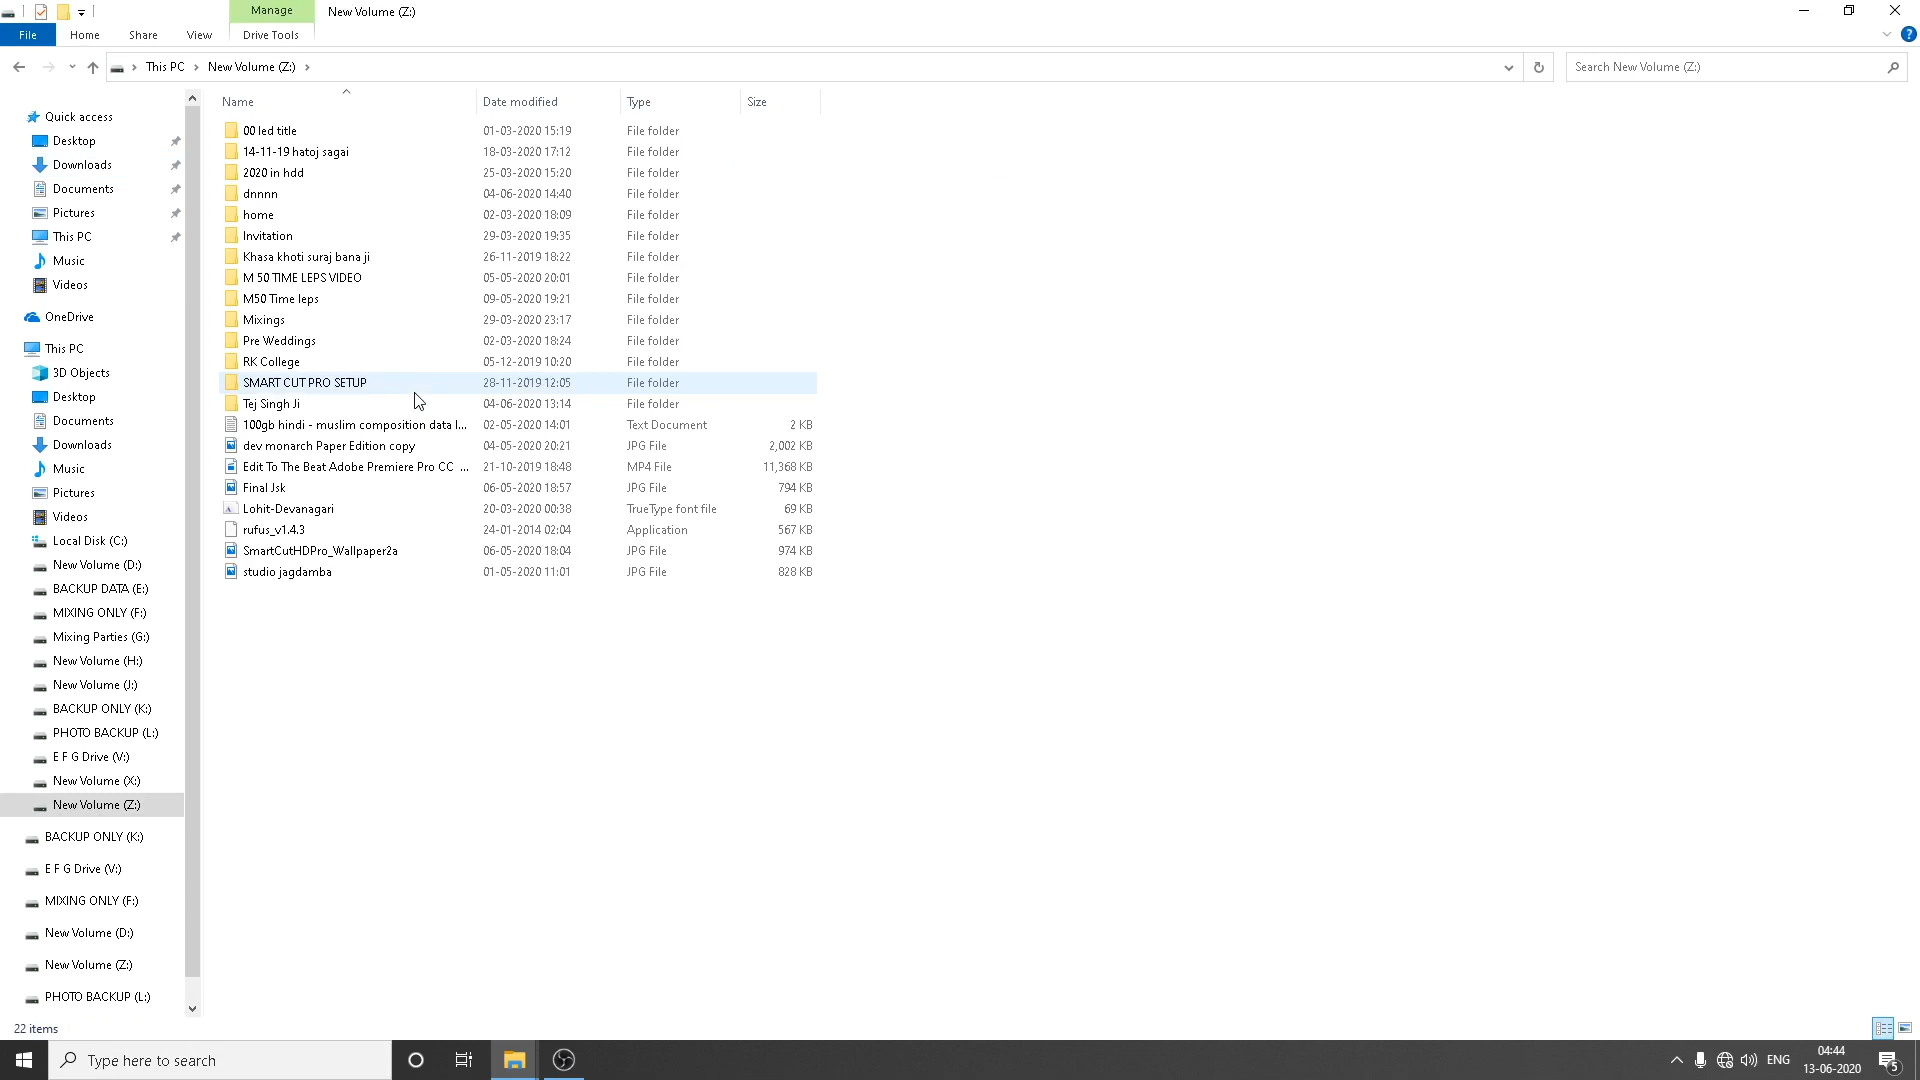 Manage
New Volume (Z:)
File
Home
Share
View
Drive Tools
This PC
New Volume (Z:)
Search New Volume (Z:)
Name
Date modified
Type
Size
Quick access
Desktop
Downloads
Documents
Pictures
This PC
Music
Videos
OneDrive
This PC
3D Objects
Desktop
Documents
Downloads
Music
Pictures
Videos
Local Disk (C:)
New Volume (D:)
BACKUP DATA (E:)
MIXING ONLY (F:)
Mixing Parties (G:)
New Volume (H:)
New Volume (J:)
BACKUP ONLY (K:)
PHOTO BACKUP (L:)
E F G Drive (V:)
New Volume (X:)
New Volume (Z:)
BACKUP ONLY (K:)
E F G Drive (V:)
MIXING ONLY (F:)
New Volume (D:)
New Volume (Z:)
PHOTO BACKUP (L:)
00 led title 01-03-2020 15:19 File folder
14-11-19 hatoj sagai 18-03-2020 17:12 File folder
2020 in hdd 25-03-2020 15:20 File folder
dnnnn 04-06-2020 14:40 File folder
home 02-03-2020 18:09 File folder
Invitation 29-03-2020 19:35 File folder
Khasa khoti suraj bana ji 26-11-2019 18:22 File folder
M 50 TIME LEPS VIDEO 05-05-2020 20:01 File folder
M50 Time leps 09-05-2020 19:21 File folder
Mixings 29-03-2020 23:17 File folder
Pre Weddings 02-03-2020 18:24 File folder
RK College 05-12-2019 10:20 File folder
SMART CUT PRO SETUP 28-11-2019 12:05 File folder
Tej Singh Ji 04-06-2020 13:14 File folder
100gb hindi - muslim composition data l... 02-05-2020 14:01 Text Document 2 KB
dev monarch Paper Edition copy 04-05-2020 20:21 JPG File 2,002 KB
Edit To The Beat Adobe Premiere Pro CC ... 21-10-2019 18:48 MP4 File 11,368 KB
Final Jsk 06-05-2020 18:57 JPG File 794 KB
Lohit-Devanagari 20-03-2020 00:38 TrueType font file 69 KB
rufus_v1.4.3 24-01-2014 02:04 Application 567 KB
SmartCutHDPro_Wallpaper2a 06-05-2020 18:04 JPG File 974 KB
studio jagdamba 01-05-2020 11:01 JPG File 828 KB
22 items
Type here to search
ENG
04:44
13-06-2020
5